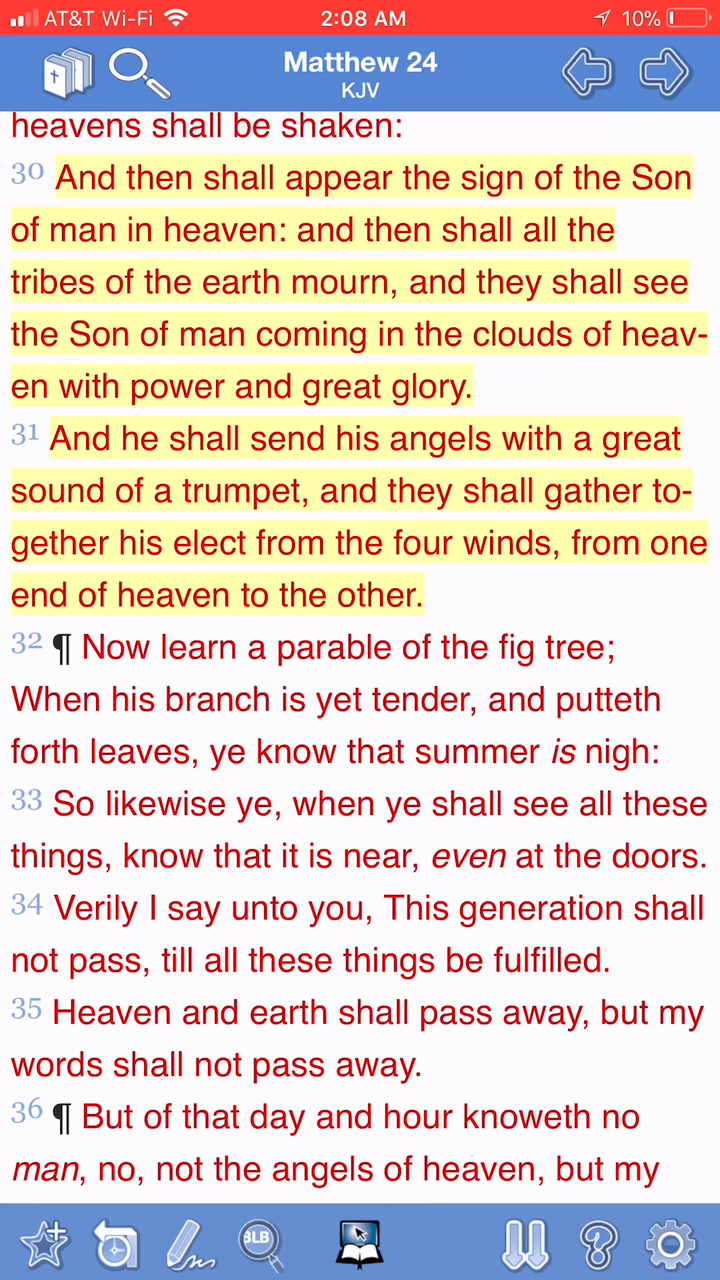 AT&T Wi-Fi 2:08 AM 10%
Matthew 24
KJV
heavens shall be shaken:
30 And then shall appear the sign of the Son
of man in heaven: and then shall all the
tribes of the earth mourn, and they shall see
the Son of man coming in the clouds of heav-
en with power and great glory.
31 And he shall send his angels with a great
sound of a trumpet, and they shall gather to-
gether his elect from the four winds, from one
end of heaven to the other.
32 ¶ Now learn a parable of the fig tree;
When his branch is yet tender, and putteth
forth leaves, ye know that summer is nigh:
33 So likewise ye, when ye shall see all these
things, know that it is near, even at the doors.
34 Verily I say unto you, This generation shall
not pass, till all these things be fulfilled.
35 Heaven and earth shall pass away, but my
words shall not pass away.
36 ¶ But of that day and hour knoweth no
man, no, not the angels of heaven, but my
BLB